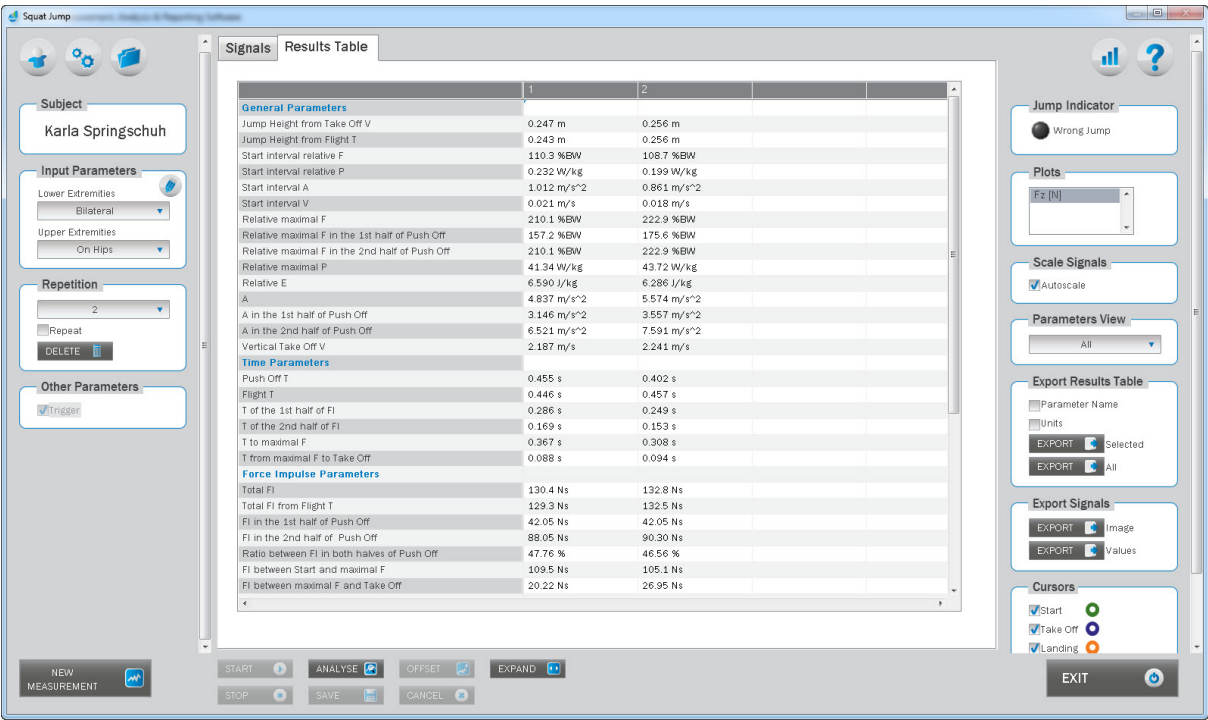 Squat Jump
Signals
Results Table
Subject
Karla Springschuh
Input Parameters
Lower Extremities
Bilateral
Upper Extremities
On Hips
Repetition
2
Repeat
DELETE
Other Parameters
Trigger
1 2
General Parameters
Jump Height from Take Off V 0.247 m 0.256 m
Jump Height from Flight T 0.243 m 0.256 m
Start interval relative F 110.3 %BW 108.7 %BW
Start interval relative P 0.232 W/kg 0.199 W/kg
Start interval A 1.012 m/s^2 0.861 m/s^2
Start interval V 0.021 m/s 0.018 m/s
Relative maximal F 210.1 %BW 222.9 %BW
Relative maximal F in the 1st half of Push Off 157.2 %BW 175.6 %BW
Relative maximal F in the 2nd half of Push Off 210.1 %BW 222.9 %BW
Relative maximal P 41.34 W/kg 43.72 W/kg
Relative E 6.590 J/kg 6.286 J/kg
A 4.837 m/s^2 5.574 m/s^2
A in the 1st half of Push Off 3.146 m/s^2 3.557 m/s^2
A in the 2nd half of Push Off 6.521 m/s^2 7.591 m/s^2
Vertical Take Off V 2.187 m/s 2.241 m/s
Time Parameters
Push Off T 0.455 s 0.402 s
Flight T 0.446 s 0.457 s
T of the 1st half of FI 0.286 s 0.249 s
T of the 2nd half of FI 0.169 s 0.153 s
T to maximal F 0.367 s 0.308 s
T from maximal F to Take Off 0.088 s 0.094 s
Force Impulse Parameters
Total FI 130.4 Ns 132.8 Ns
Total FI from Flight T 129.3 Ns 132.5 Ns
FI in the 1st half of Push Off 42.05 Ns 42.05 Ns
FI in the 2nd half of Push Off 88.05 Ns 90.30 Ns
Ratio between FI in both halves of Push Off 47.76 % 46.56 %
FI between Start and maximal F 109.5 Ns 105.1 Ns
FI between maximal F and Take Off 20.22 Ns 26.95 Ns
Jump Indicator
Wrong Jump
Plots
Fz [N]
Scale Signals
Autoscale
Parameters View
All
Export Results Table
Parameter Name
Units
EXPORT Selected
EXPORT All
Export Signals
EXPORT Image
EXPORT Values
Cursors
Start
Take Off
Landing
NEW
MEASUREMENT
START ANALYSE OFFSET EXPAND
STOP SAVE CANCEL
EXIT